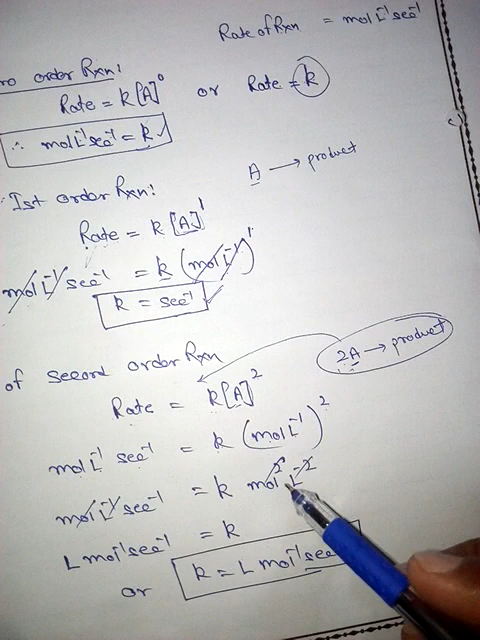 Rate of Rxn = mol L⁻¹ sec⁻¹
ro order Rxn:
Rate = k[A]⁰ or Rate = k
∴ mol L⁻¹ sec⁻¹ = k
A → product
Ist order Rxn:
Rate = k [A]¹
mol L⁻¹ sec⁻¹ = k (mol L⁻¹)¹
k = sec⁻¹
2A → product
of second order Rxn
Rate = k[A]²
mol L⁻¹ sec⁻¹ = k (mol L⁻¹)²
mol L⁻¹ sec⁻¹ = k mol² L⁻²
L mol⁻¹ sec⁻¹ = k
or k = L mol⁻¹ sec